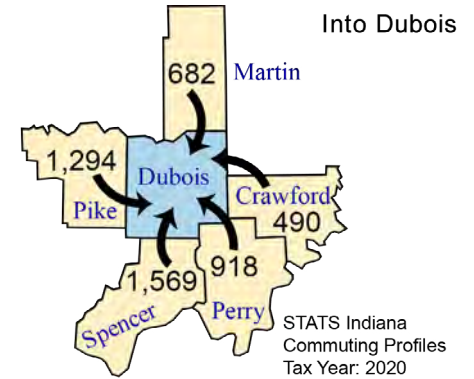 Into Dubois
682 Martin
1,294
Dubois
Crawford
Pike
490
1,569
918
Spencer
Perry
STATS Indiana
Commuting Profiles
Tax Year: 2020